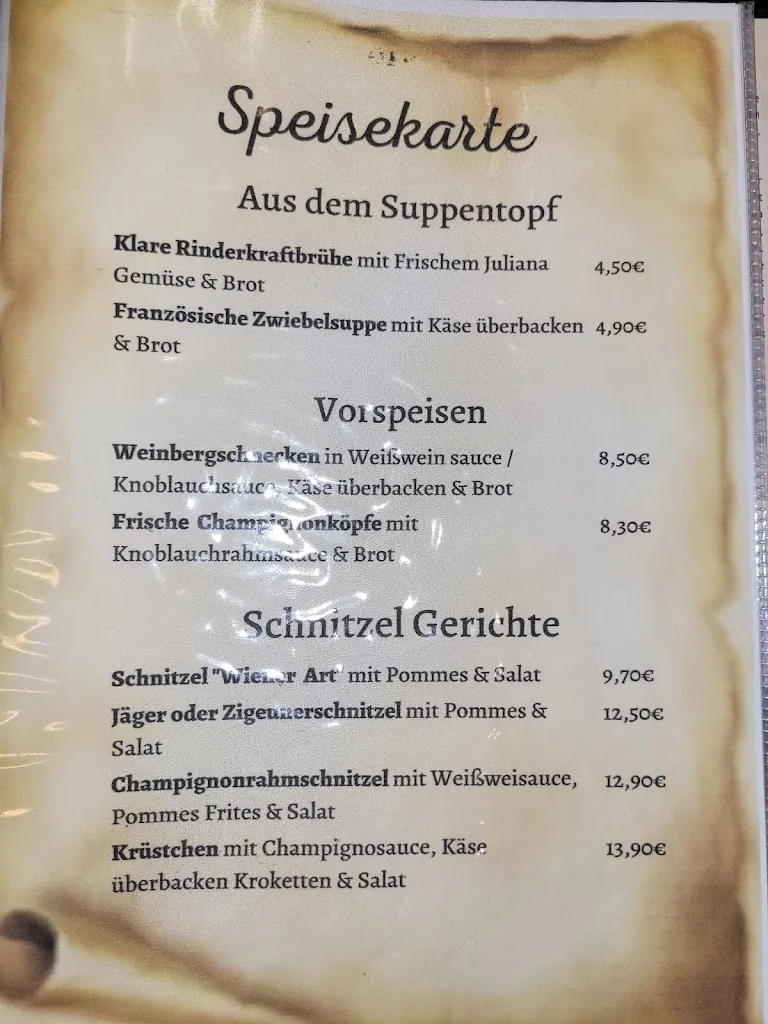 Speisekarte
Aus dem Suppentopf
Klare Rinderkraftbrühe mit Frischem Juliana 4,50€
Gemüse & Brot
Französische Zwiebelsuppe mit Käse überbacken 4,90€
& Brot
Vorspeisen
Weinbergschnecken in Weißwein sauce / 8,50€
Knoblauchsauce, Käse überbacken & Brot
Frische Champignonköpfe mit 8,30€
Knoblauchrahmsauce & Brot
Schnitzel Gerichte
Schnitzel "Wiener Art" mit Pommes & Salat 9,70€
Jäger oder Zigeunerschnitzel mit Pommes & 12,50€
Salat
Champignonrahmschnitzel mit Weißweisauce, 12,90€
Pommes Frites & Salat
Krüstchen mit Champignosauce, Käse 13,90€
überbacken Kroketten & Salat